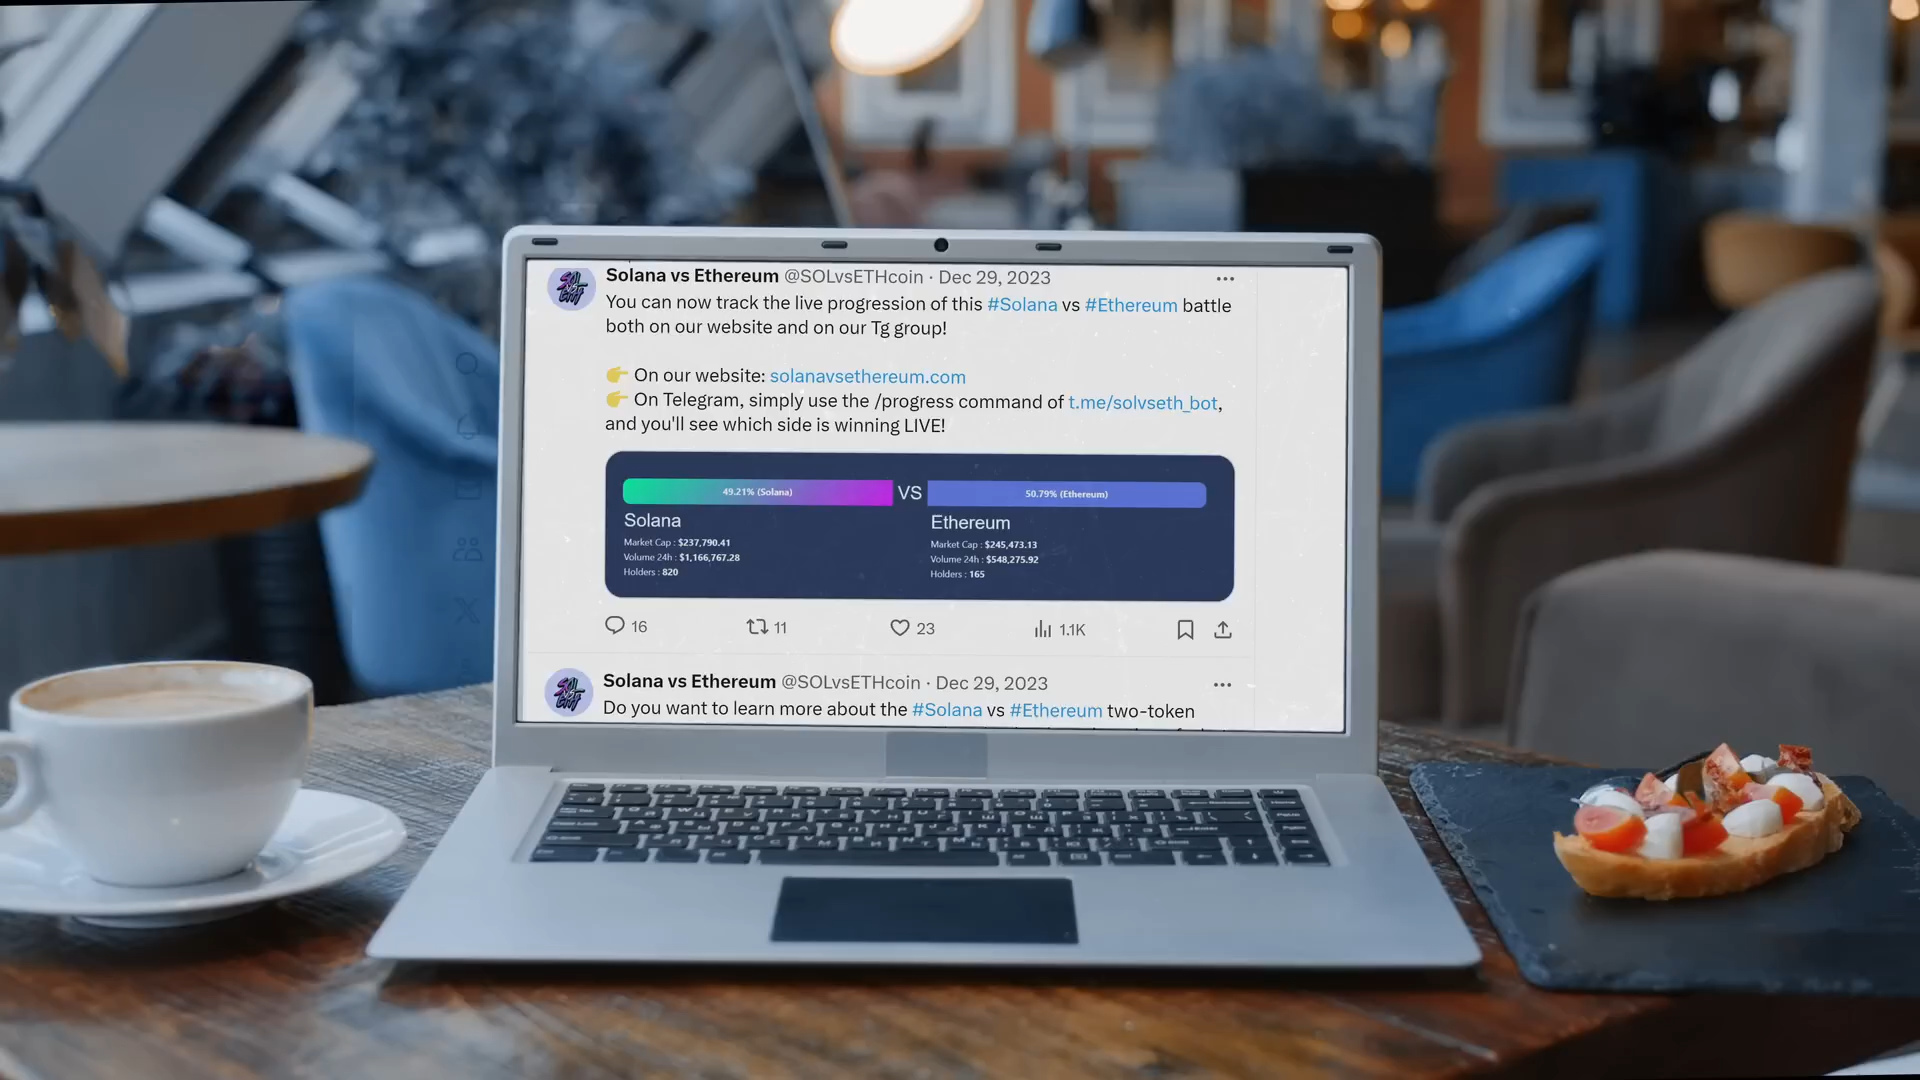 Solana vs Ethereum @SOLvsETHcoin · Dec 29, 2023
You can now track the live progression of this #Solana vs #Ethereum battle
both on our website and on our Tg group!
👉 On our website: solanavsethereum.com
👉 On Telegram, simply use the /progress command of t.me/solvseth_bot,
and you'll see which side is winning LIVE!
49.21% (Solana) VS 50.79% (Ethereum)
Solana
Market Cap : $237,790.41
Volume 24h : $1,166,767.28
Holders : 820
Ethereum
Market Cap : $245,473.13
Volume 24h : $548,275.92
Holders : 165
16 11 23 1.1K
Solana vs Ethereum @SOLvsETHcoin · Dec 29, 2023
Do you want to learn more about the #Solana vs #Ethereum two-token